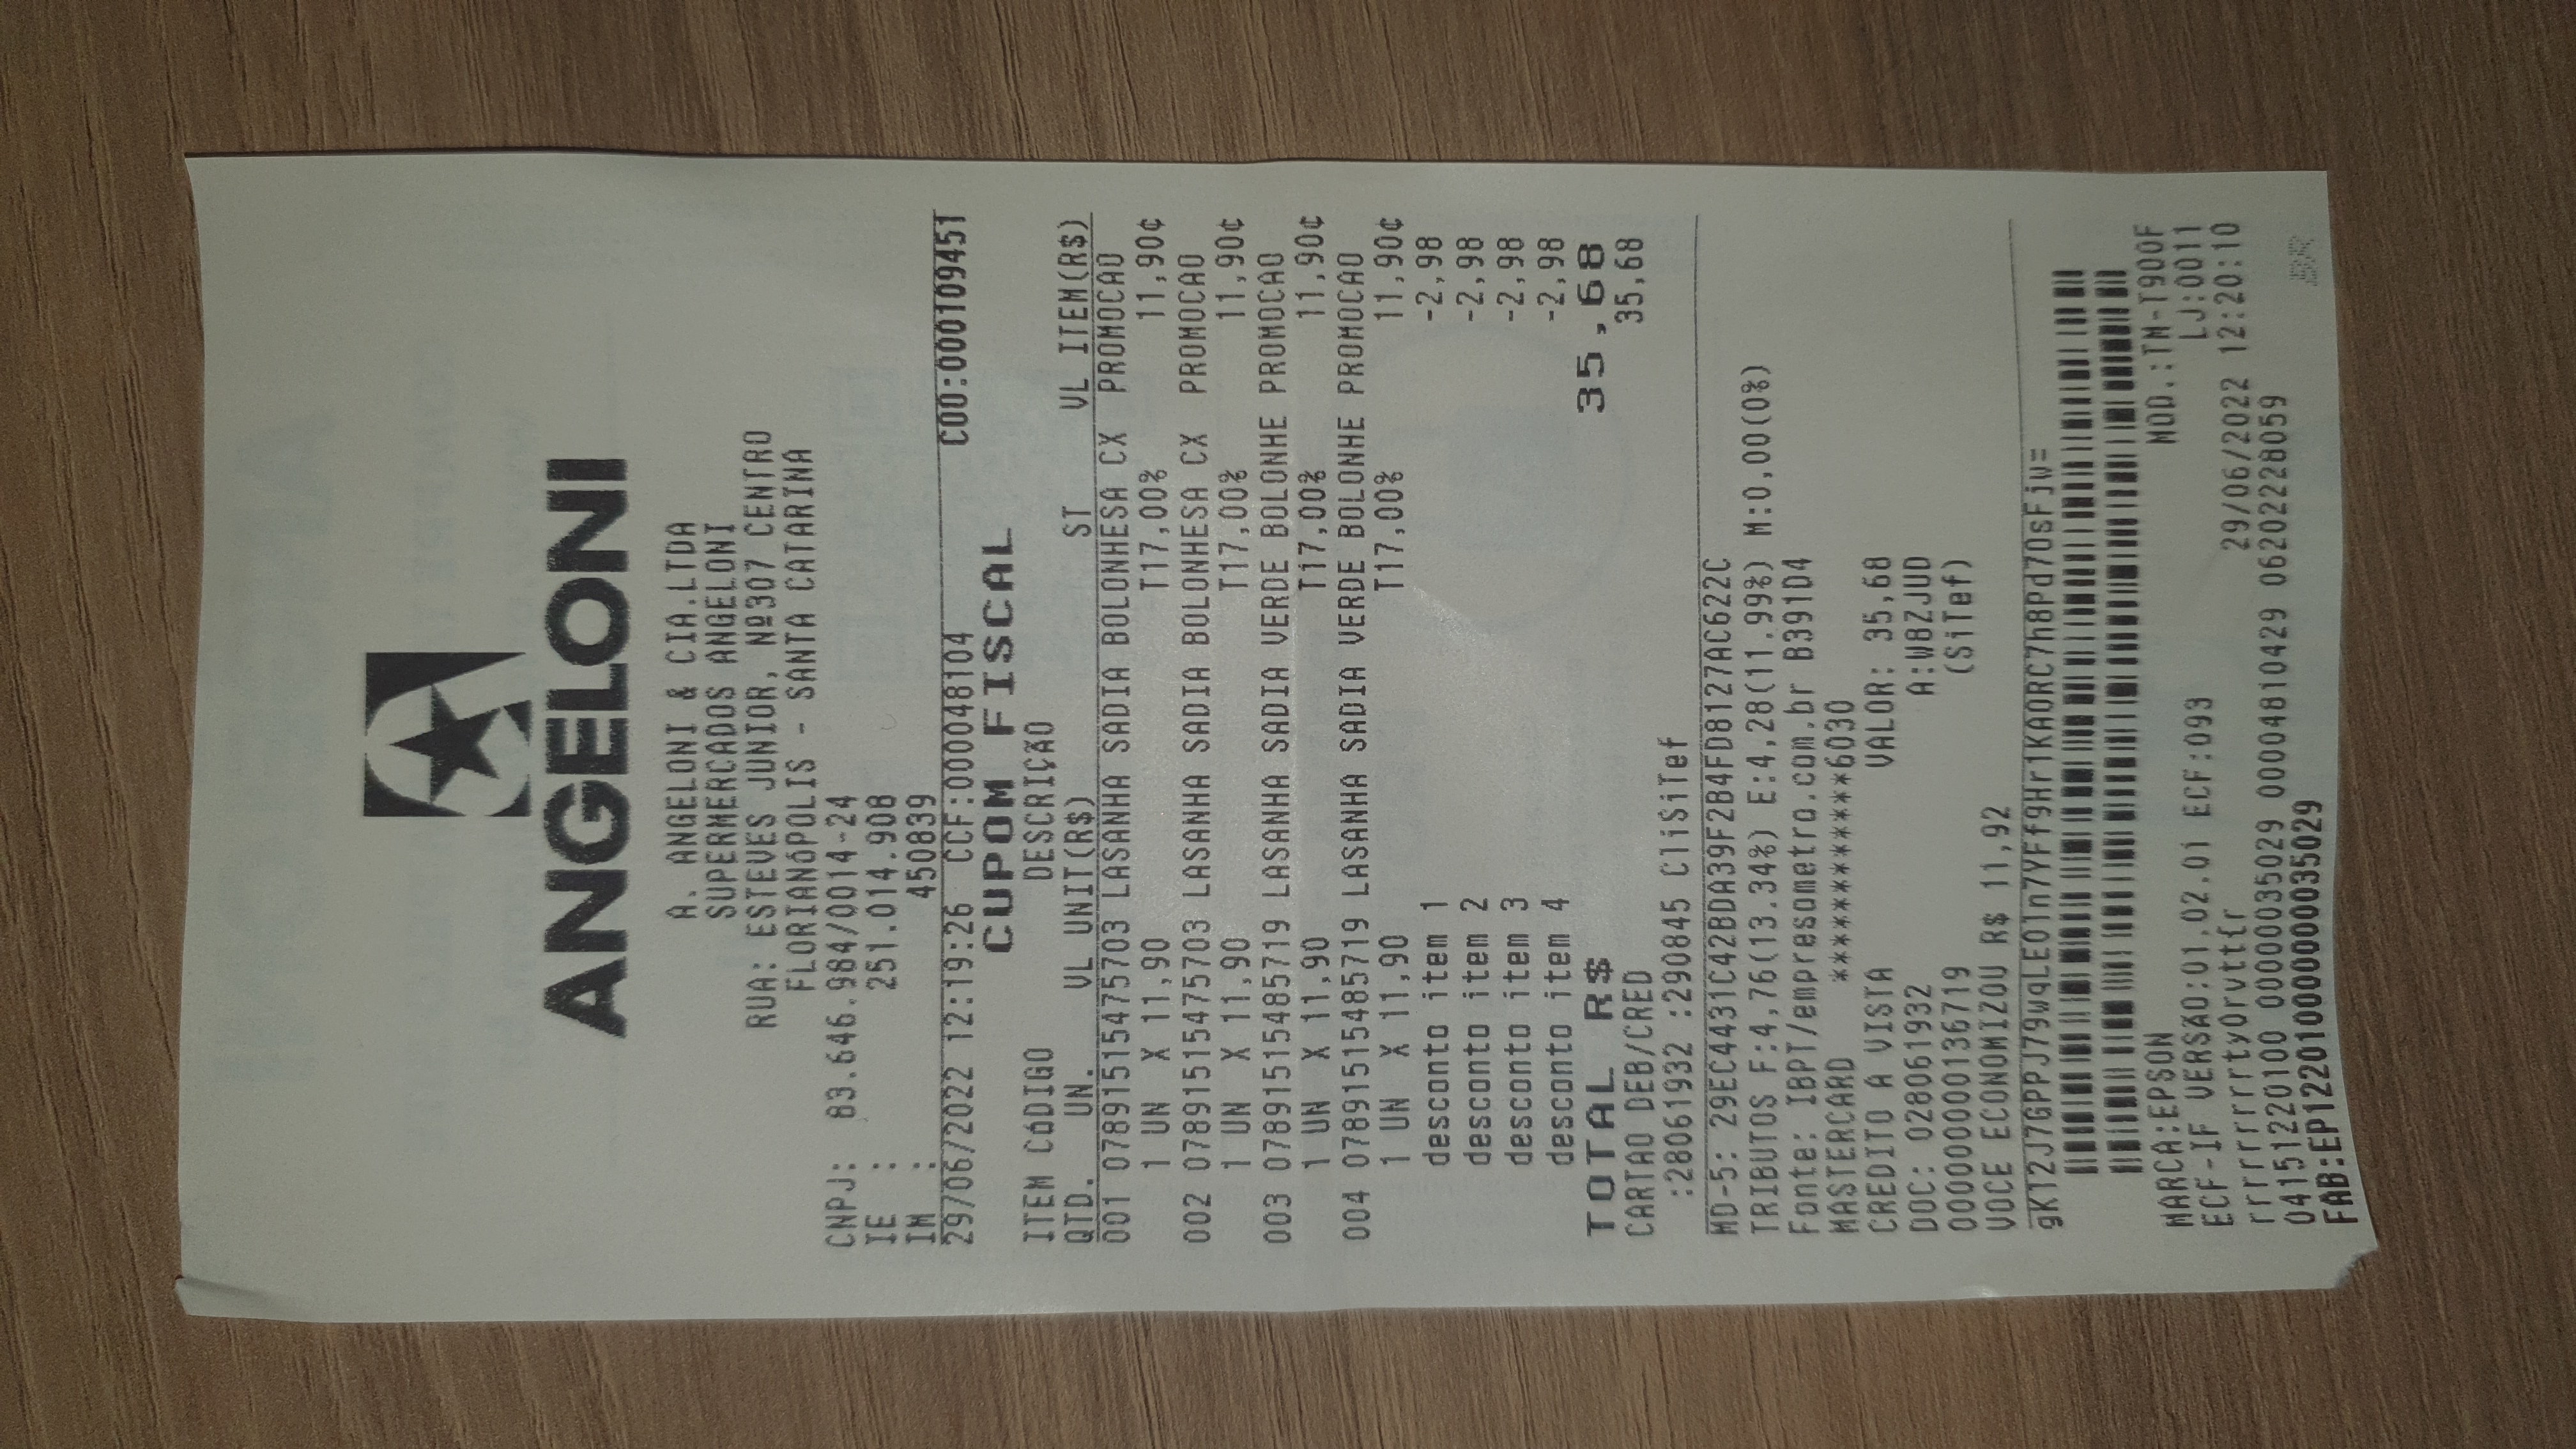 ANGELONI
A. ANGELONI & CIA.LTDA
SUPERMERCADOS ANGELONI
RUA: ESTEVES JUNIOR, Nº307 CENTRO
FLORIANóPOLIS - SANTA CATARINA
CNPJ: 83.646.984/0014-24
IE : 251.014.908
IM : 450839
29/06/2022 12:19:26 CCF:000048104 COO:000109451
CUPOM FISCAL
ITEM CóDIGO DESCRIÇÃO
QTD. UN. VL UNIT(R$) ST VL ITEM(R$)
001 07891515475703 LASANHA SADIA BOLONHESA CX PROMOCAO
1 UN X 11,90 T17,00% 11,90¢
002 07891515475703 LASANHA SADIA BOLONHESA CX PROMOCAO
1 UN X 11,90 T17,00% 11,90¢
003 07891515485719 LASANHA SADIA VERDE BOLONHE PROMOCAO
1 UN X 11,90 T17,00% 11,90¢
004 07891515485719 LASANHA SADIA VERDE BOLONHE PROMOCAO
1 UN X 11,90 T17,00% 11,90¢
desconto item 1 -2,98
desconto item 2 -2,98
desconto item 3 -2,98
desconto item 4 -2,98
TOTAL R$ 35,68
CARTAO DEB/CRED 35,68
:28061932 :290845 CliSiTef
MD-5: 29EC4431C42BDA39F2B4FD8127AC622C
TRIBUTOS F:4,76(13.34%) E:4,28(11.99%) M:0,00(0%)
Fonte: IBPT/empresometro.com.br B391D4
MASTERCARD ************6030
CREDITO A VISTA VALOR: 35,68
DOC: 028061932 A:W8ZJUD
000000000136719 (SiTef)
VOCE ECONOMIZOU R$ 11,92
MARCA:EPSON MOD.:TM-T900F
ECF-IF VERSÃO:01.02.01 ECF:093 LJ:0011
rrrrrrrrrty0rvtt{r 29/06/2022 12:20:10
04151220100 00000035029 00004810429 06202228059
FAB:EP122010000000035029
BR